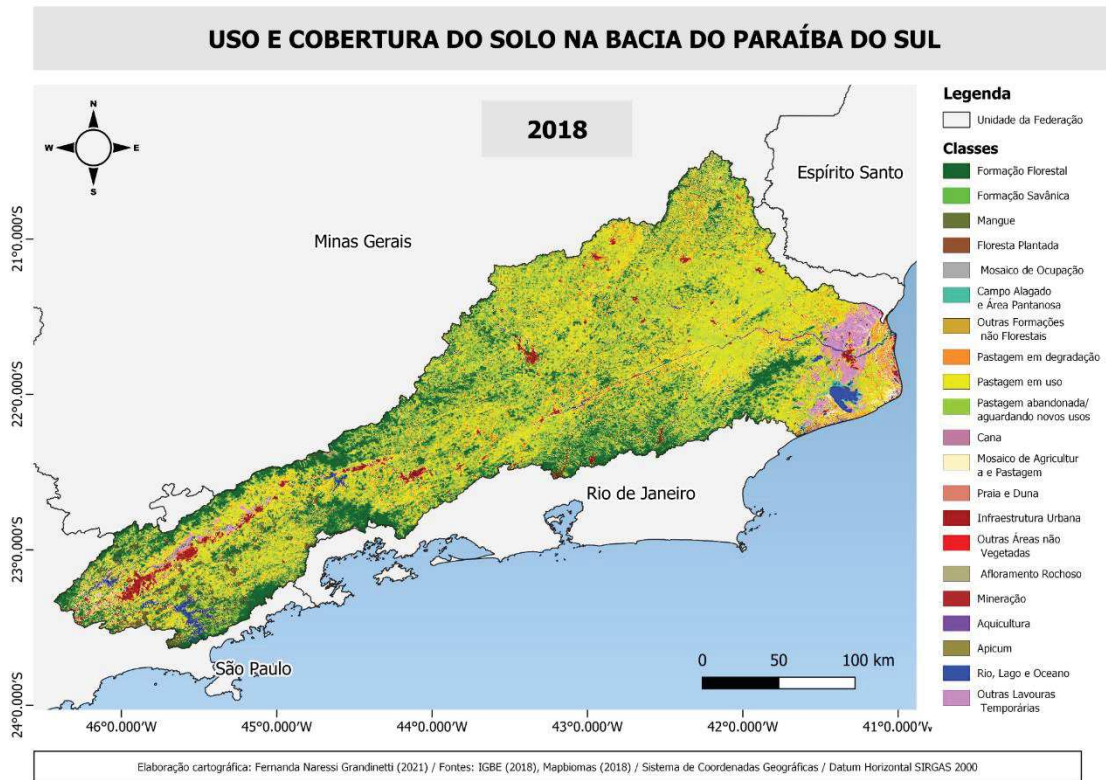 USO E COBERTURA DO SOLO NA BACIA DO PARAÍBA DO SUL
2018
N
W
E
S
Minas Gerais
Espírito Santo
Rio de Janeiro
São Paulo
21°0.000'S
22°0.000'S
23°0.000'S
24°0.000'S
46°0.000'W
45°0.000'W
44°0.000'W
43°0.000'W
42°0.000'W
41°0.000'W
0 50 100 km
Legenda
Unidade da Federação
Classes
Formação Florestal
Formação Savânica
Mangue
Floresta Plantada
Mosaico de Ocupação
Campo Alagado
e Área Pantanosa
Outras Formações
não Florestais
Pastagem em degradação
Pastagem em uso
Pastagem abandonada/
aguardando novos usos
Cana
Mosaico de Agricultur
a e Pastagem
Praia e Duna
Infraestrutura Urbana
Outras Áreas não
Vegetadas
Afloramento Rochoso
Mineração
Aquicultura
Apicum
Rio, Lago e Oceano
Outras Lavouras
Temporárias
Elaboração cartográfica: Fernanda Naressi Grandinetti (2021) / Fontes: IGBE (2018), Mapbiomas (2018) / Sistema de Coordenadas Geográficas / Datum Horizontal SIRGAS 2000